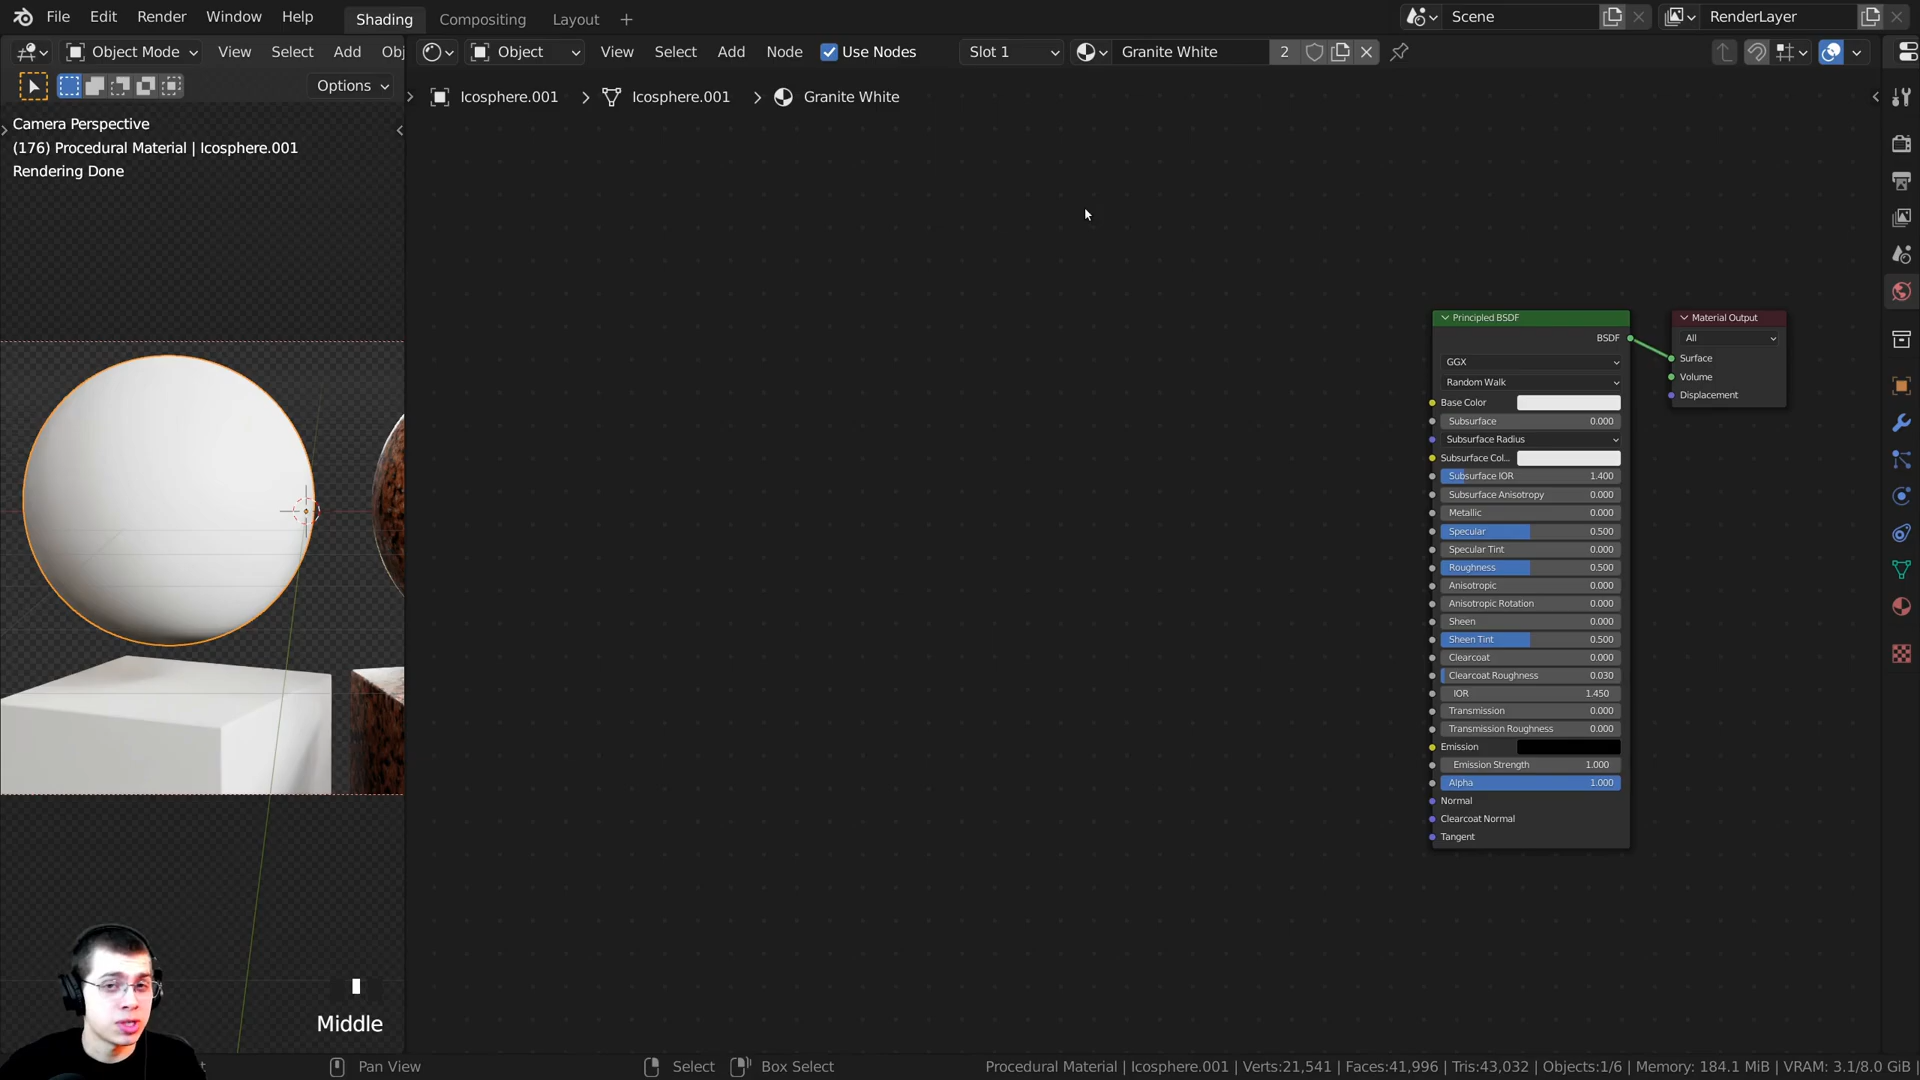 File Edit Render Window Help Shading Compositing Layout + Scene RenderLayer
Object Mode View Select Add Ob Object View Select Add Node Use Nodes Slot 1 Granite White 2
Options
Icosphere.001 > Icosphere.001 > Granite White
Camera Perspective
(176) Procedural Material | Icosphere.001
Rendering Done
Principled BSDF
BSDF
GGX
Random Walk
Base Color
Subsurface 0.000
Subsurface Radius
Subsurface Col...
Subsurface IOR 1.400
Subsurface Anisotropy 0.000
Metallic 0.000
Specular 0.500
Specular Tint 0.000
Roughness 0.500
Anisotropic 0.000
Anisotropic Rotation 0.000
Sheen 0.000
Sheen Tint 0.500
Clearcoat 0.000
Clearcoat Roughness 0.030
IOR 1.450
Transmission 0.000
Transmission Roughness 0.000
Emission
Emission Strength 1.000
Alpha 1.000
Normal
Clearcoat Normal
Tangent
Material Output
All
Surface
Volume
Displacement
Middle
Pan View Select Box Select Procedural Material | Icosphere.001 | Verts:21,541 | Faces:41,996 | Tris:43,032 | Objects:1/6 | Memory: 184.1 MiB | VRAM: 3.1/8.0 GiB